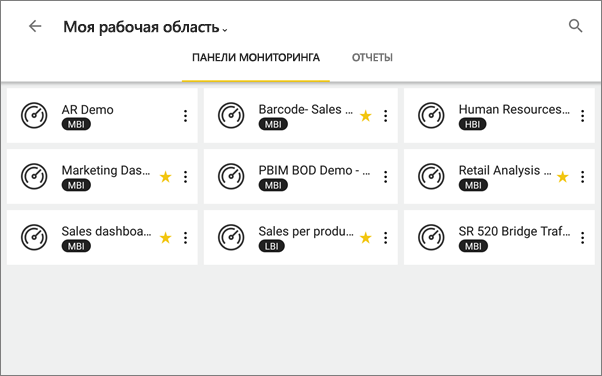 Моя рабочая область
ПАНЕЛИ МОНИТОРИНГА ОТЧЕТЫ
AR Demo
MBI
Barcode- Sales ...
MBI
Human Resources...
HBI
Marketing Das...
MBI
PBIM BOD Demo - ...
MBI
Retail Analysis ...
MBI
Sales dashboa...
MBI
Sales per produ...
LBI
SR 520 Bridge Traf...
MBI